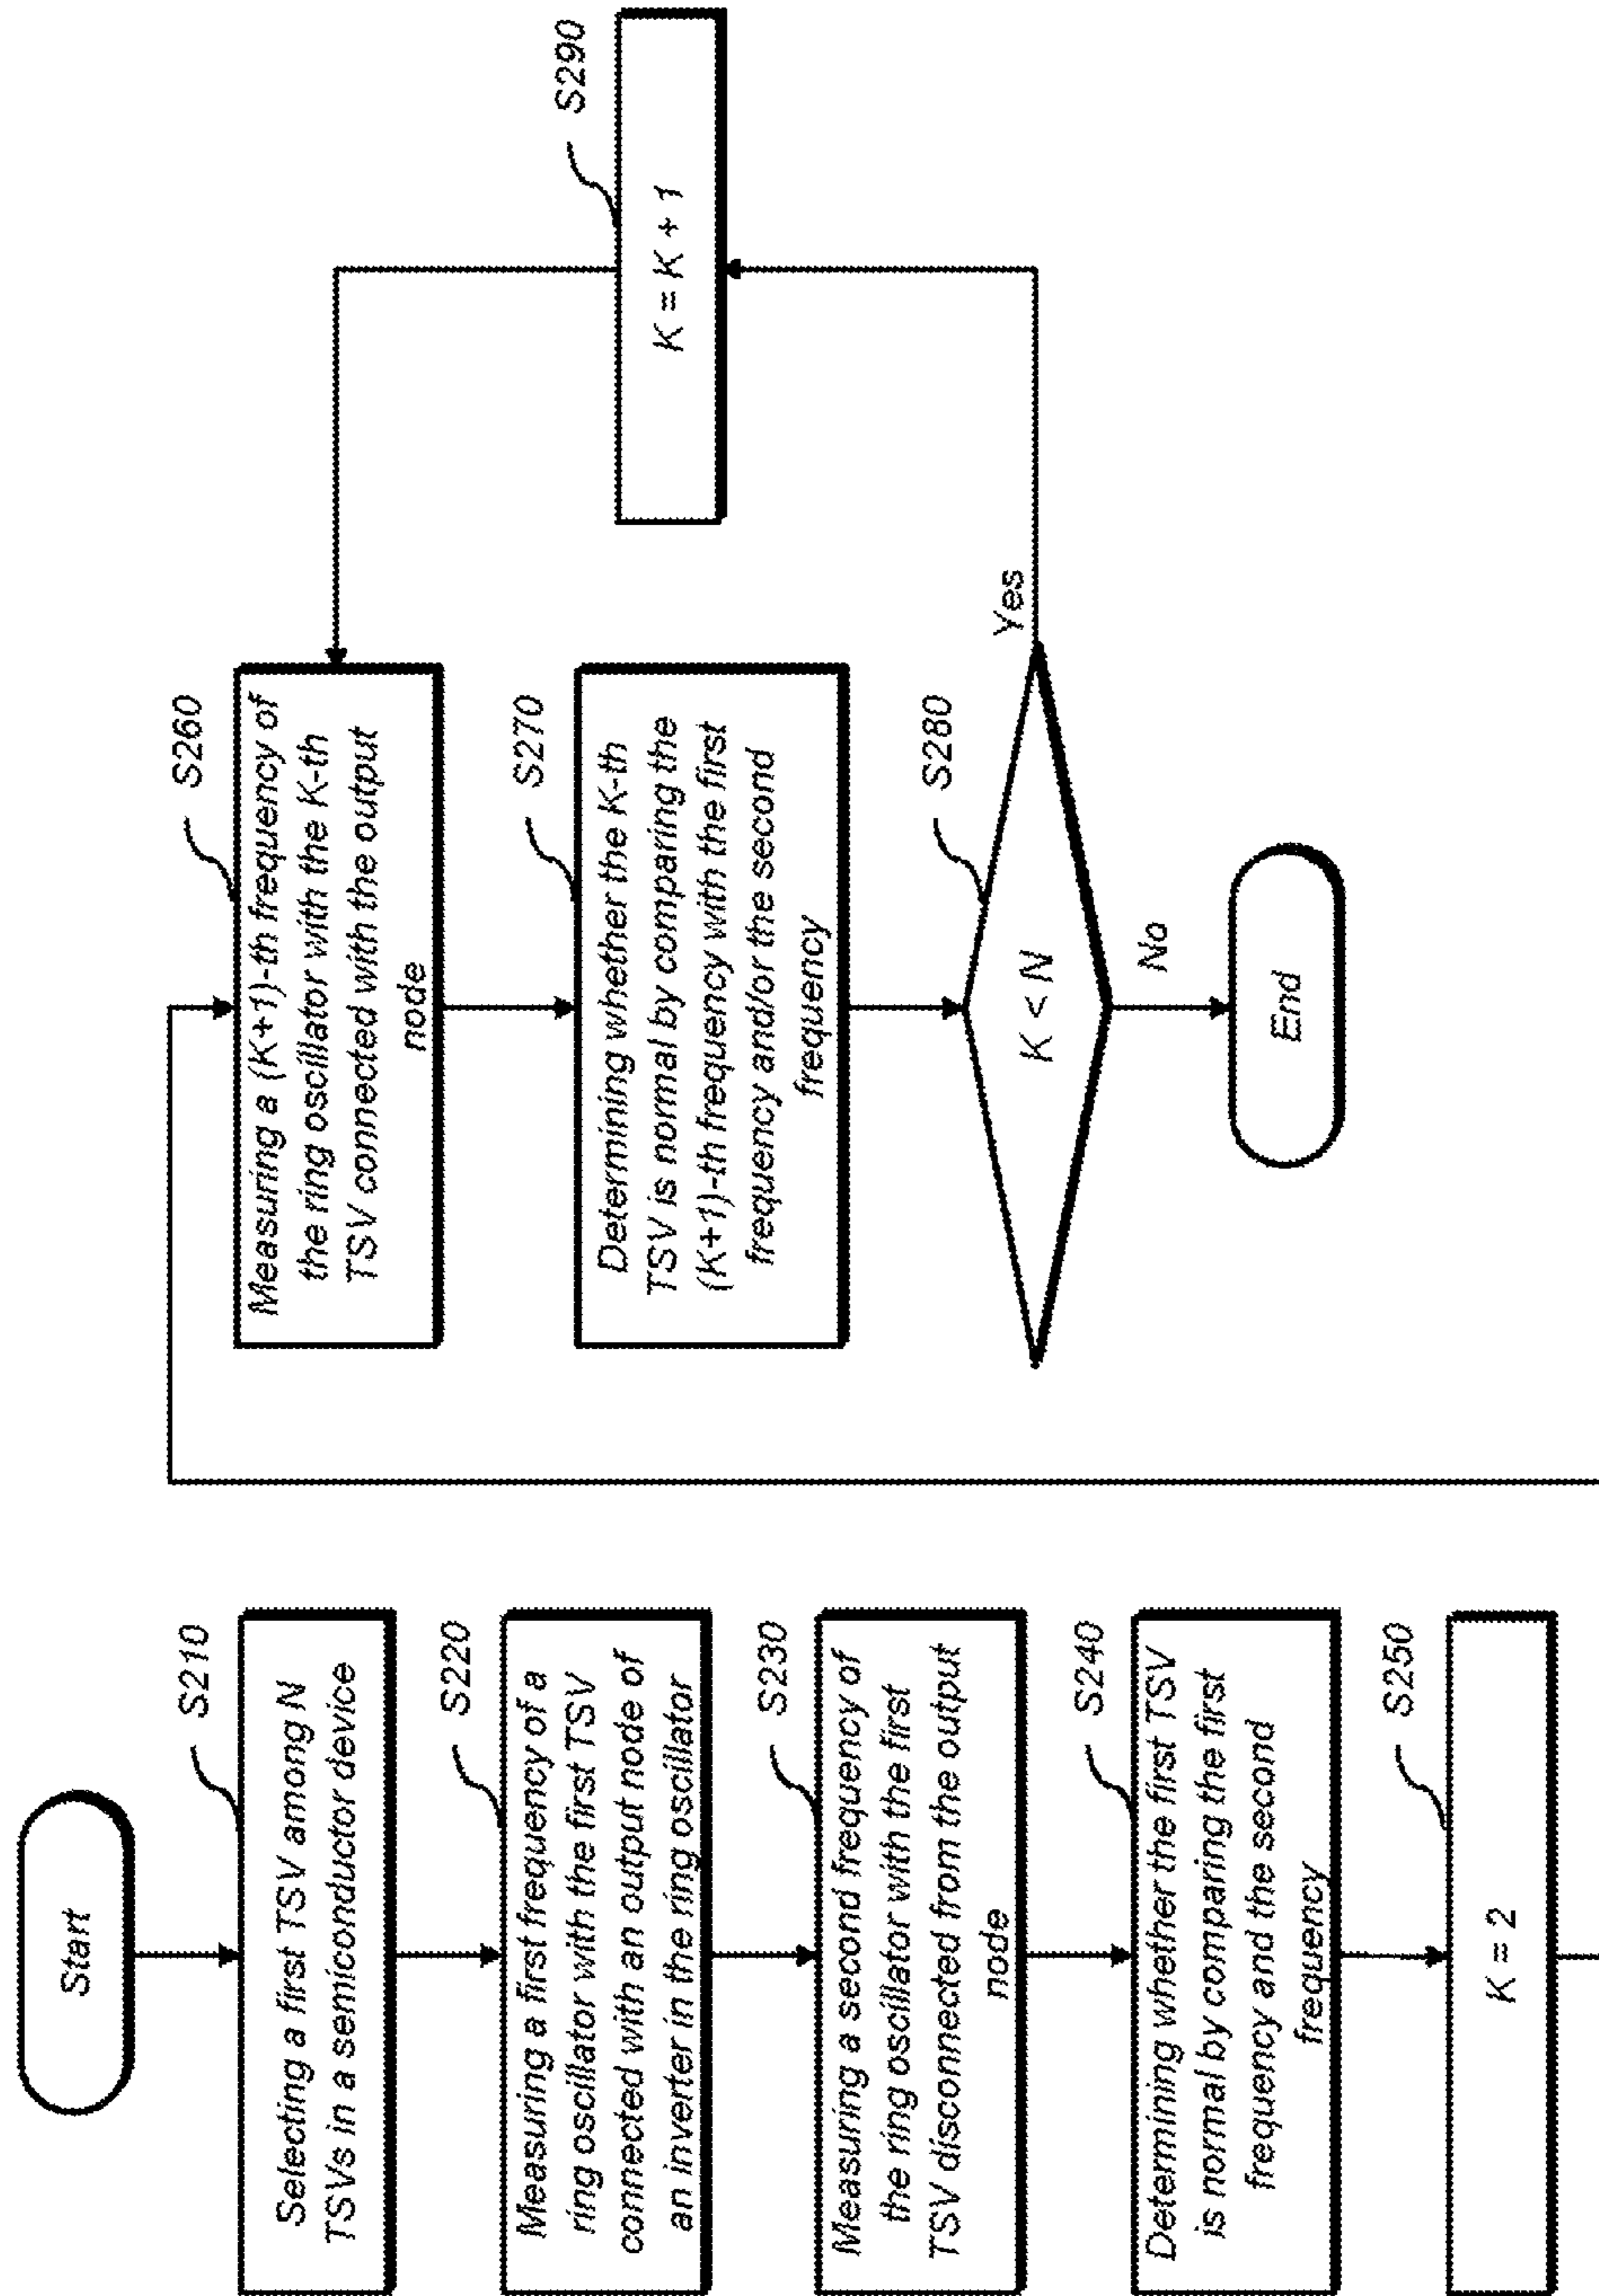 Start
S210
Selecting a first TSV among N
TSVs in a semiconductor device
S220
Measuring a first frequency of a
ring oscillator with the first TSV
connected with an output node of
an inverter in the ring oscillator
S230
Measuring a second frequency of
the ring oscillator with the first
TSV disconnected from the output
node
S240
Determining whether the first TSV
is normal by comparing the first
frequency and the second
frequency
S250
K = 2
S260
Measuring a (K+1)-th frequency of
the ring oscillator with the K-th
TSV connected with the output
node
S270
Determining whether the K-th
TSV is normal by comparing the
(K+1)-th frequency with the first
frequency and/or the second
frequency
S280
K < N
Yes
No
S290
K = K + 1
End